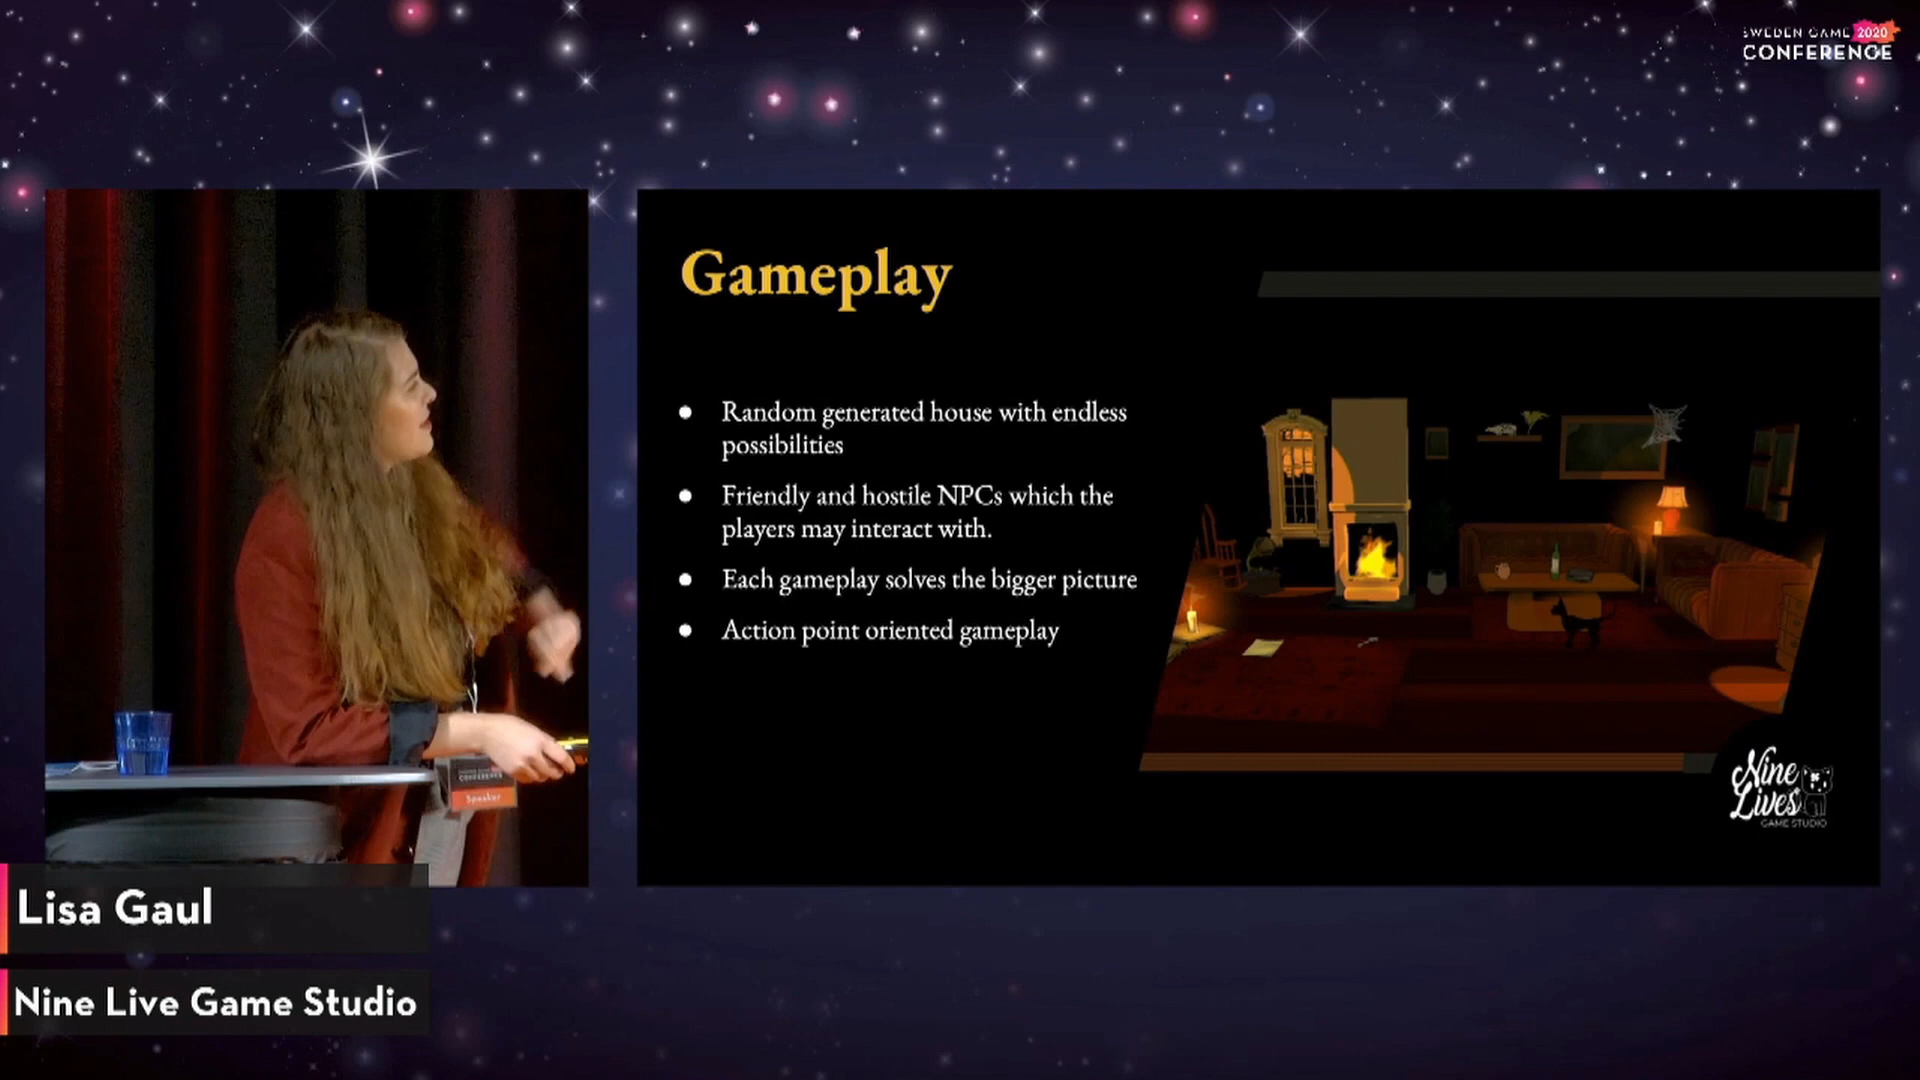 SWEDEN GAME 2020
CONFERENCE
Gameplay
● Random generated house with endless
possibilities
● Friendly and hostile NPCs which the
players may interact with.
● Each gameplay solves the bigger picture
● Action point oriented gameplay
Nine
Lives
GAME STUDIO
CONFERENCE
Speaker
Lisa Gaul
Nine Live Game Studio